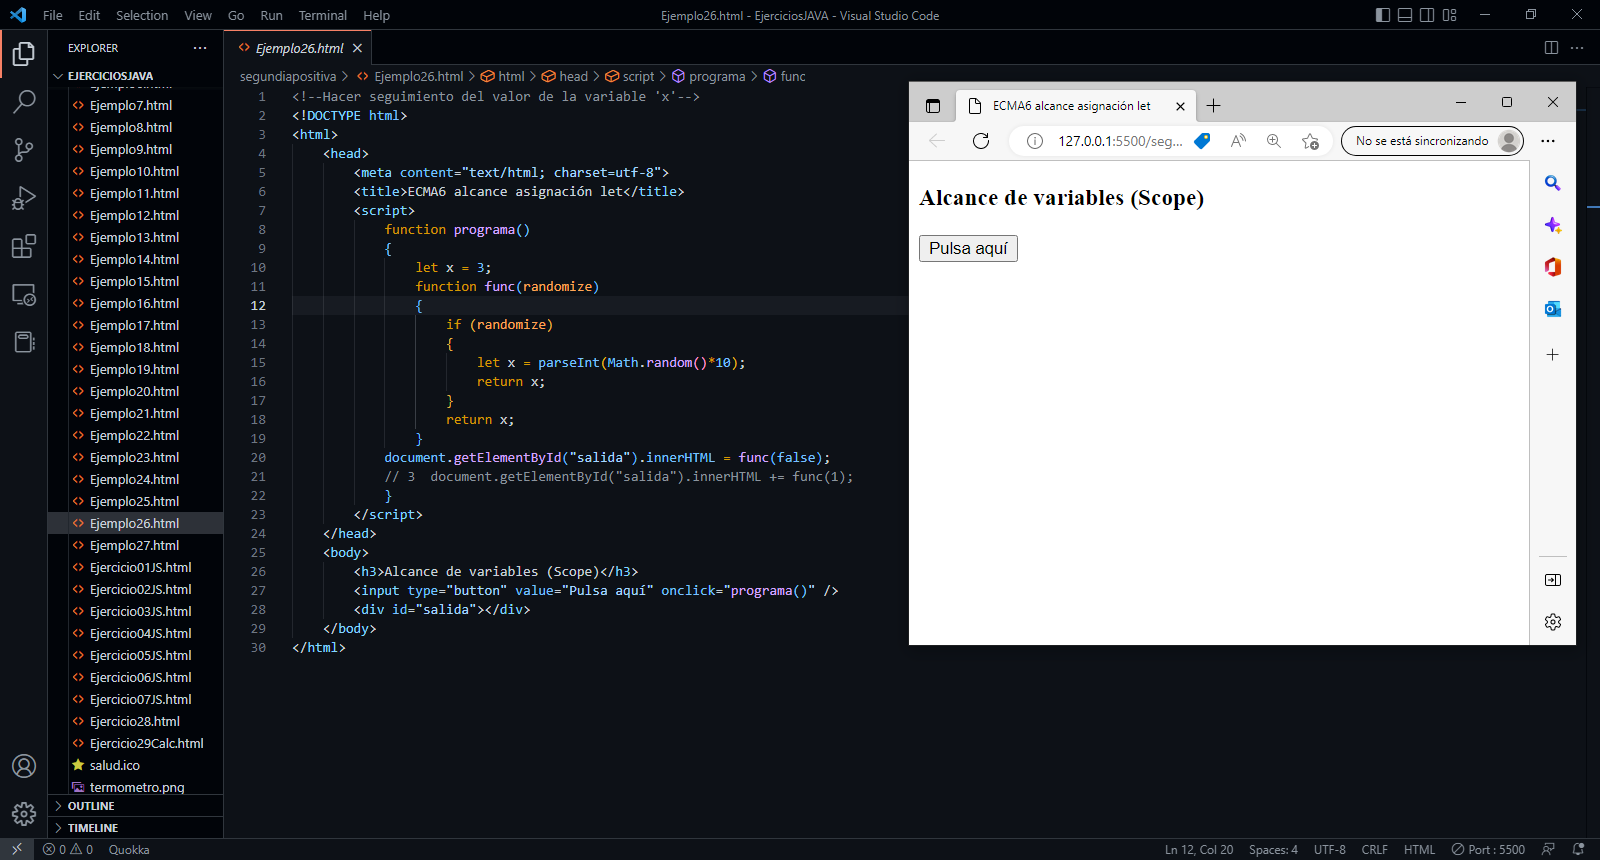 File Edit Selection View Go Run Terminal Help
Ejemplo26.html - EjerciciosJAVA - Visual Studio Code
EXPLORER
EJERCICIOSJAVA
Ejemplo7.html
Ejemplo8.html
Ejemplo9.html
Ejemplo10.html
Ejemplo11.html
Ejemplo12.html
Ejemplo13.html
Ejemplo14.html
Ejemplo15.html
Ejemplo16.html
Ejemplo17.html
Ejemplo18.html
Ejemplo19.html
Ejemplo20.html
Ejemplo21.html
Ejemplo22.html
Ejemplo23.html
Ejemplo24.html
Ejemplo25.html
Ejemplo26.html
Ejemplo27.html
Ejercicio01JS.html
Ejercicio02JS.html
Ejercicio03JS.html
Ejercicio04JS.html
Ejercicio05JS.html
Ejercicio06JS.html
Ejercicio07JS.html
Ejercicio28.html
Ejercicio29Calc.html
salud.ico
termometro.png
OUTLINE
TIMELINE
Ejemplo26.html
segundiapositiva > Ejemplo26.html > html > head > script > programa > func
1 <!--Hacer seguimiento del valor de la variable 'x'-->
2 <!DOCTYPE html>
3 <html>
4 <head>
5 <meta content="text/html; charset=utf-8">
6 <title>ECMA6 alcance asignación let</title>
7 <script>
8 function programa()
9 {
10 let x = 3;
11 function func(randomize)
12 {
13 if (randomize)
14 {
15 let x = parseInt(Math.random()*10);
16 return x;
17 }
18 return x;
19 }
20 document.getElementById("salida").innerHTML = func(false);
21 // 3  document.getElementById("salida").innerHTML += func(1);
22 }
23 </script>
24 </head>
25 <body>
26 <h3>Alcance de variables (Scope)</h3>
27 <input type="button" value="Pulsa aquí" onclick="programa()" />
28 <div id="salida"></div>
29 </body>
30 </html>
ECMA6 alcance asignación let
127.0.0.1:5500/seg...
No se está sincronizando
Alcance de variables (Scope)
Pulsa aquí
0 0 Quokka
Ln 12, Col 20 Spaces: 4 UTF-8 CRLF HTML Port : 5500